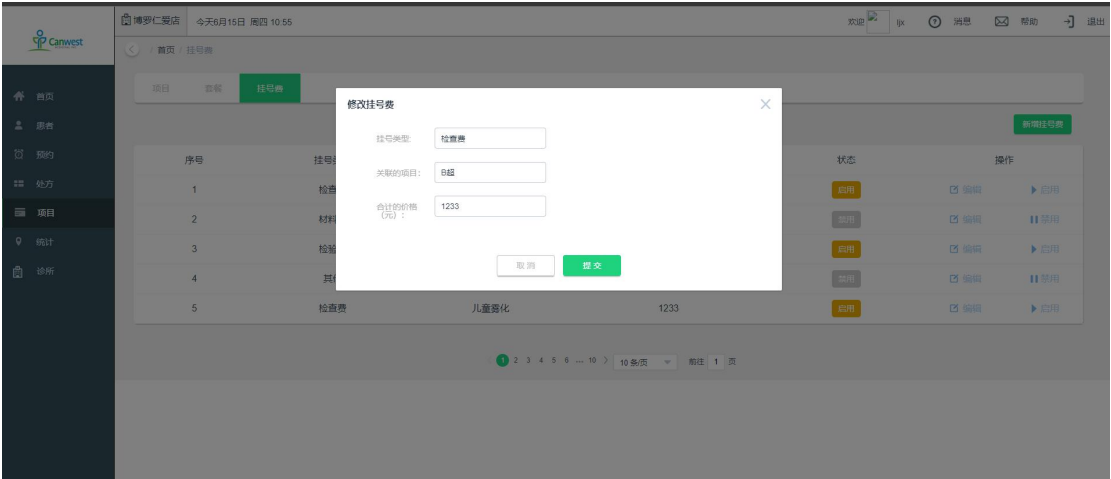 Canwest
博罗仁爱店 今天6月15日 周四 10:55 欢迎 ljx 消息 帮助 退出
/ 首页 / 挂号费
首页
患者
预约
处方
项目
统计
诊所
项目 套餐 挂号费
新增挂号费
修改挂号费
挂号类型: 检查费
关联的项目: B超
合计的价格
(元): 1233
取消 提交
序号 挂号 状态 操作
1 检查 启用 编辑 启用
2 材料 禁用 编辑 禁用
3 检验 启用 编辑 启用
4 其他 禁用 编辑 禁用
5 检查费 儿童雾化 1233 启用 编辑 启用
1 2 3 4 5 6 ... 10 > 10条/页 前往 1 页